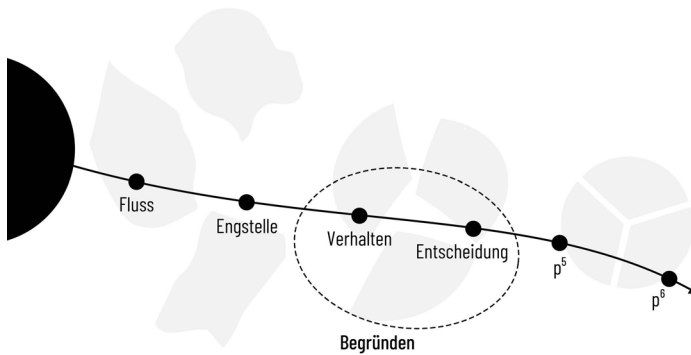 Fluss
Engstelle
Verhalten
Entscheidung
p⁵
p⁶
Begründen